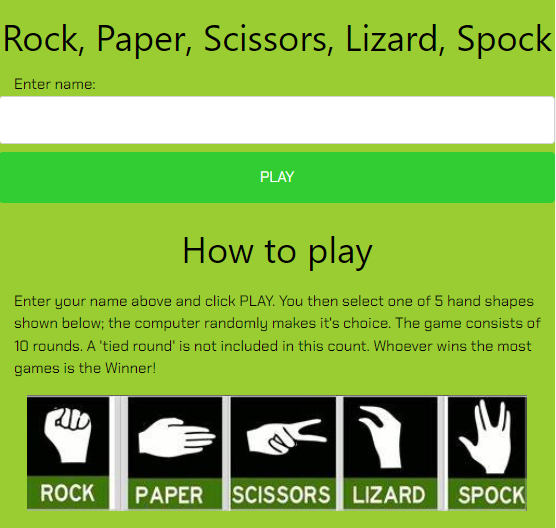 Rock, Paper, Scissors, Lizard, Spock
Enter name:
PLAY
How to play
Enter your name above and click PLAY. You then select one of 5 hand shapes
shown below; the computer randomly makes it's choice. The game consists of
10 rounds. A 'tied round' is not included in this count. Whoever wins the most
games is the Winner!
ROCK PAPER SCISSORS LIZARD SPOCK